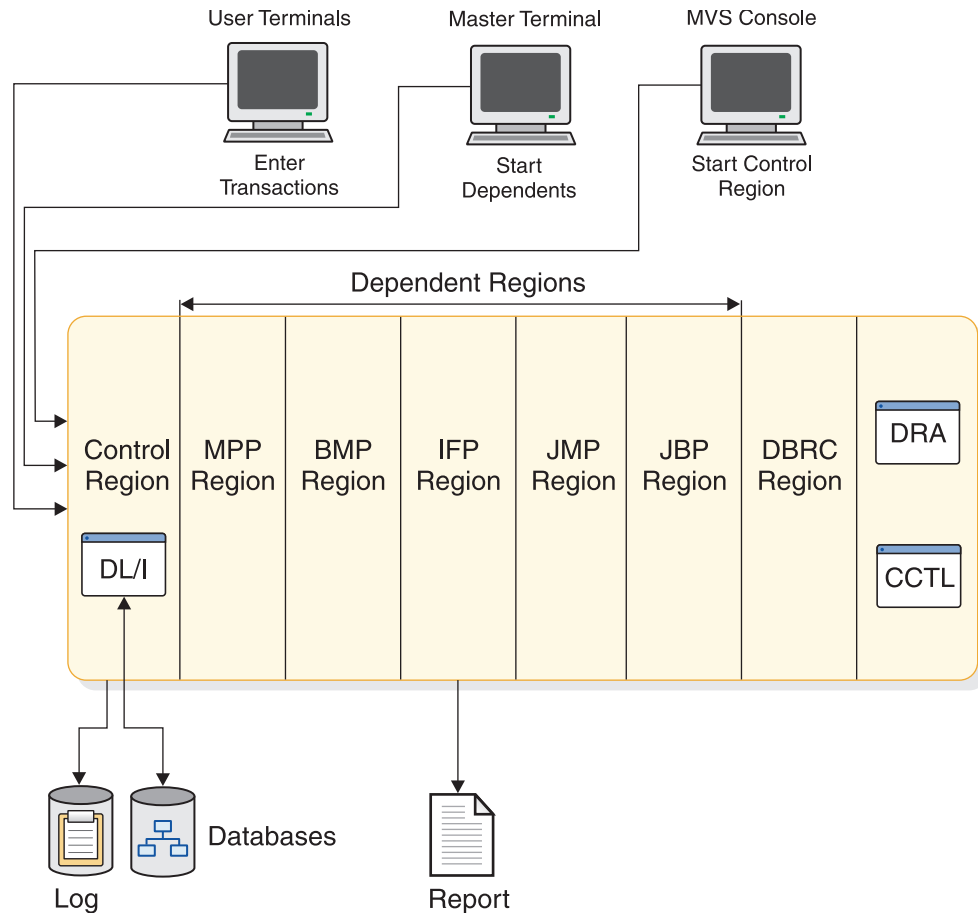 User Terminals
Master Terminal
MVS Console
Enter
Transactions
Start
Dependents
Start Control
Region
Dependent Regions
Control
Region
MPP
Region
BMP
Region
IFP
Region
JMP
Region
JBP
Region
DBRC
Region
DRA
DL/I
CCTL
Databases
Log
Report